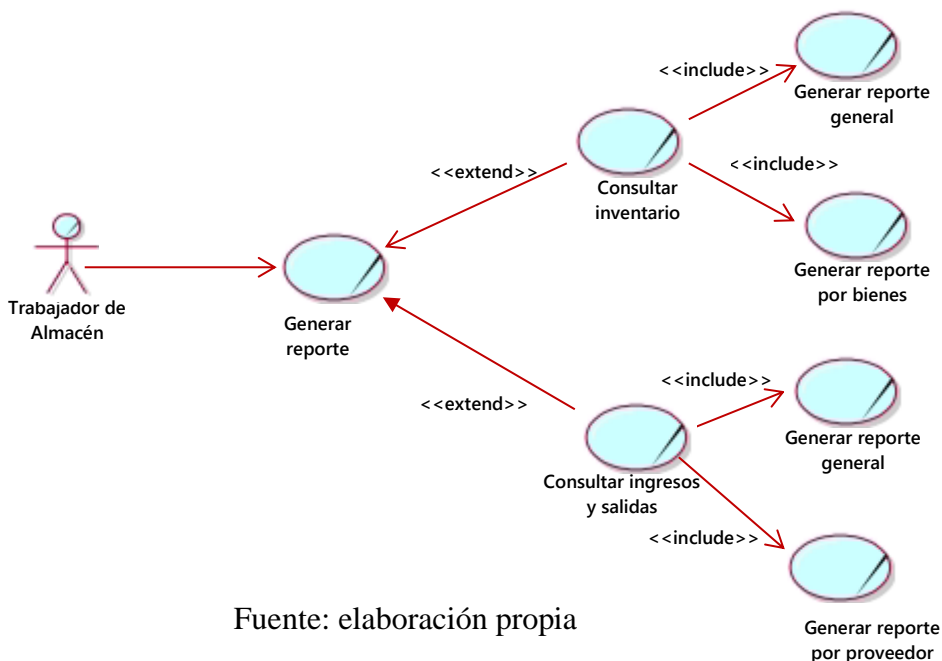 <<include>>
Generar reporte
general
<<extend>>
<<include>>
Consultar
inventario
Generar reporte
por bienes
Trabajador de
Almacén
Generar
reporte
<<include>>
<<extend>>
Generar reporte
general
Consultar ingresos
y salidas
<<include>>
Fuente: elaboración propia
Generar reporte
por proveedor